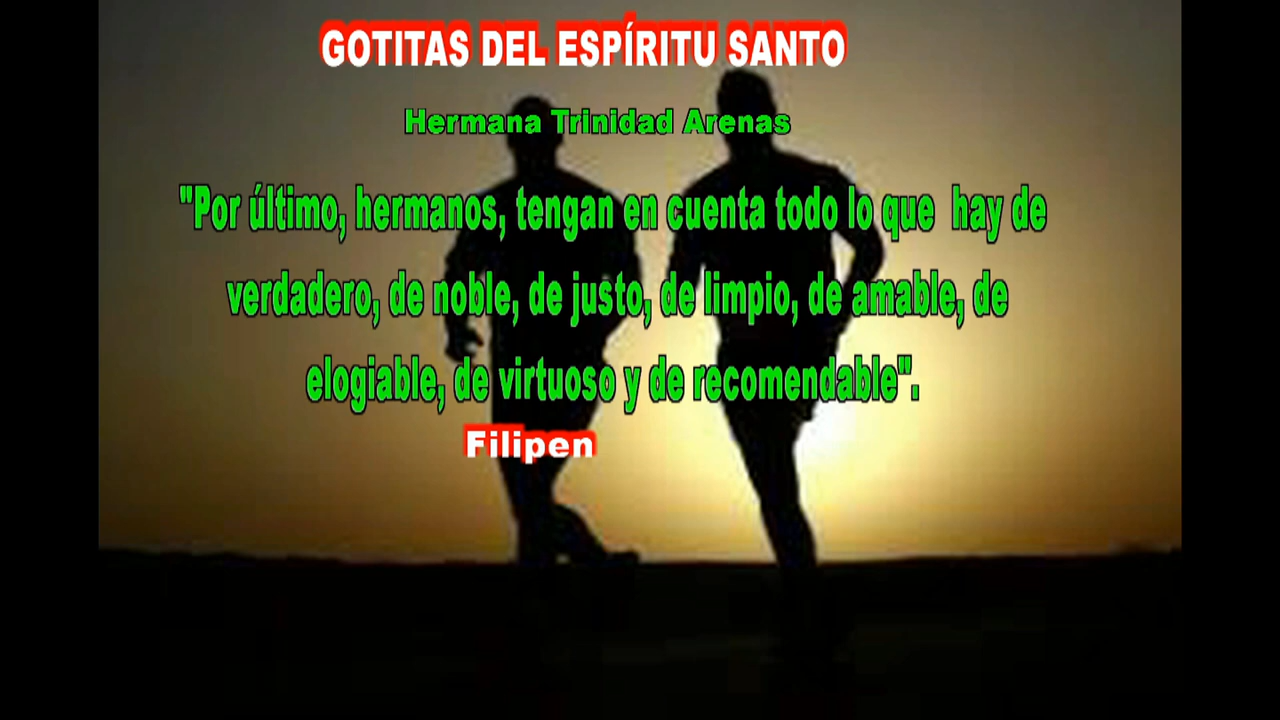 GOTITAS DEL ESPÍRITU SANTO
Hermana Trinidad Arenas
"Por último, hermanos, tengan en cuenta todo lo que hay de
verdadero, de noble, de justo, de limpio, de amable, de
elogiable, de virtuoso y de recomendable".
Filipen